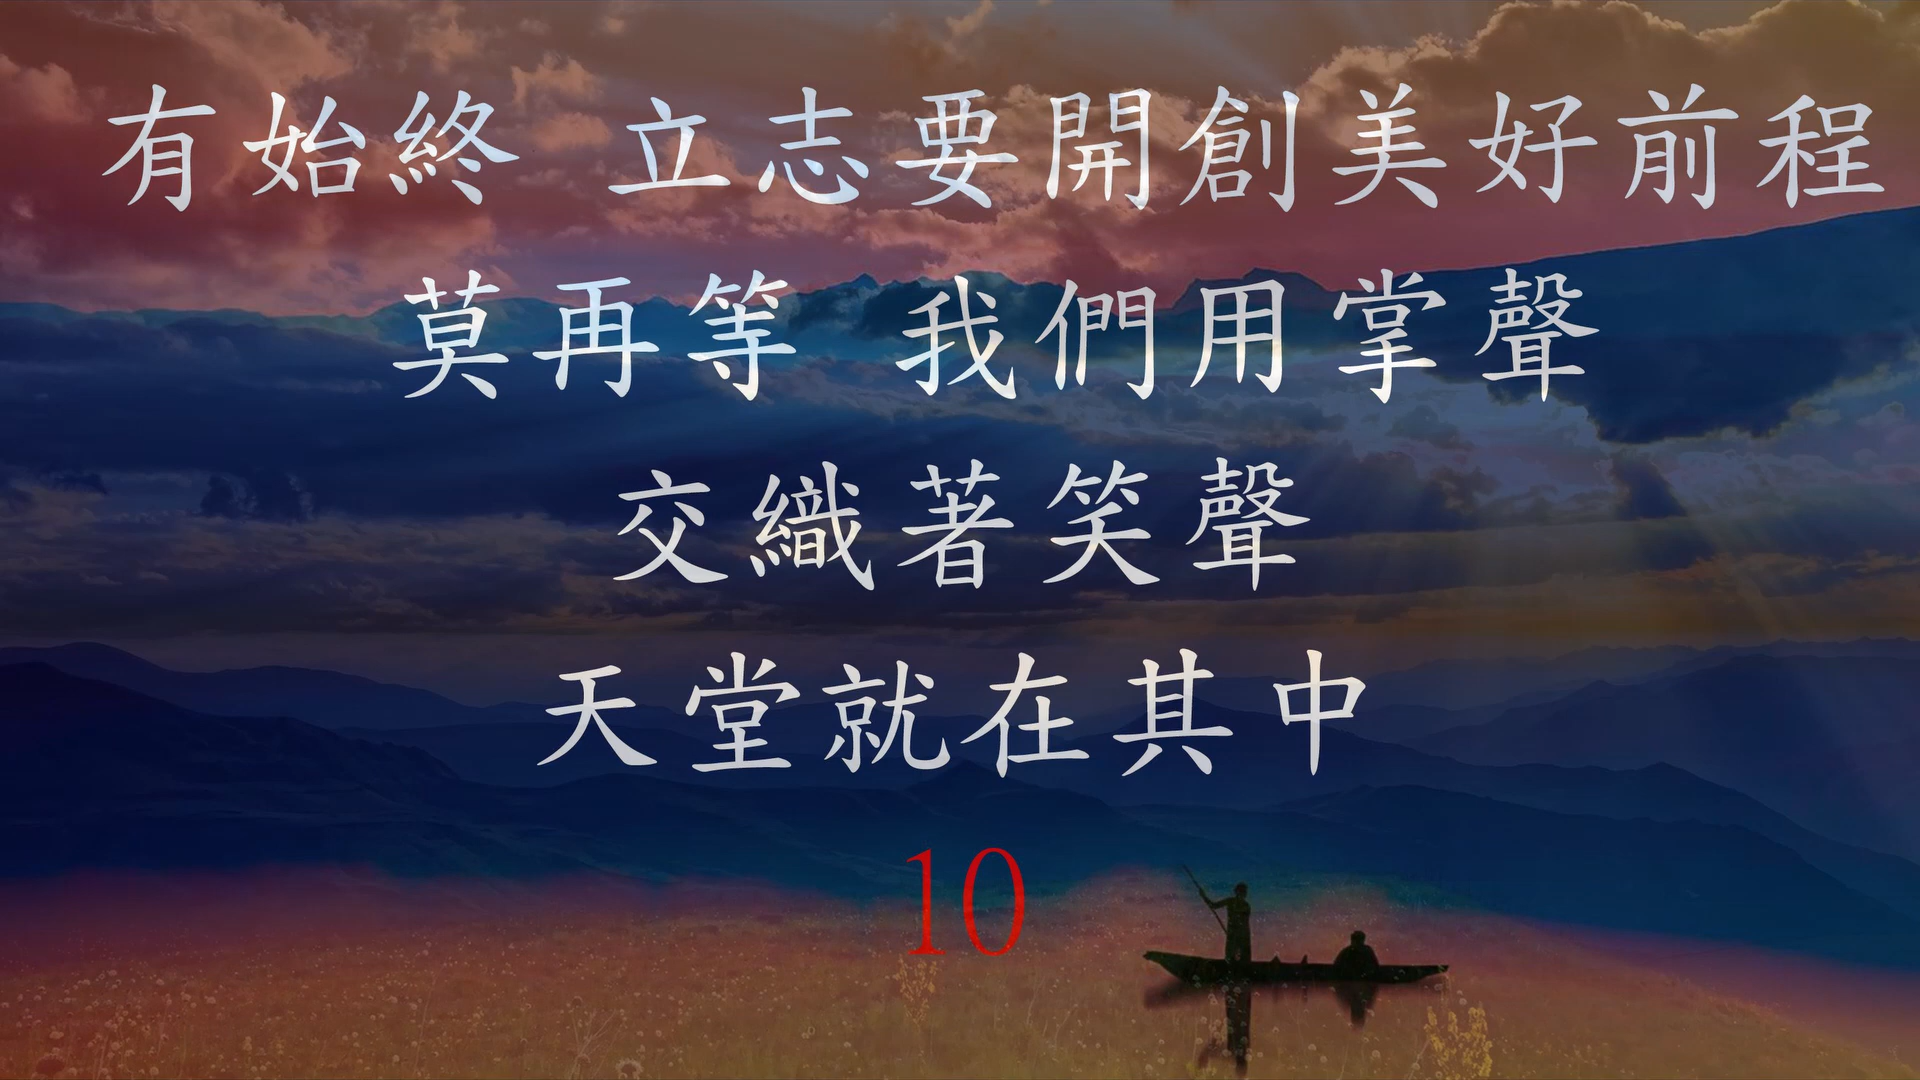 有始終 立志要開創美好前程
莫再等 我們用掌聲
交織著笑聲
天堂就在其中
10